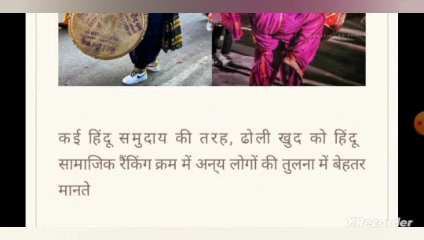 कई हिंदू समुदाय की तरह, ढोली खुद को हिंदू
सामाजिक रैंकिंग क्रम में अन्य लोगों की तुलना में बेहतर
मानते
XRecorder